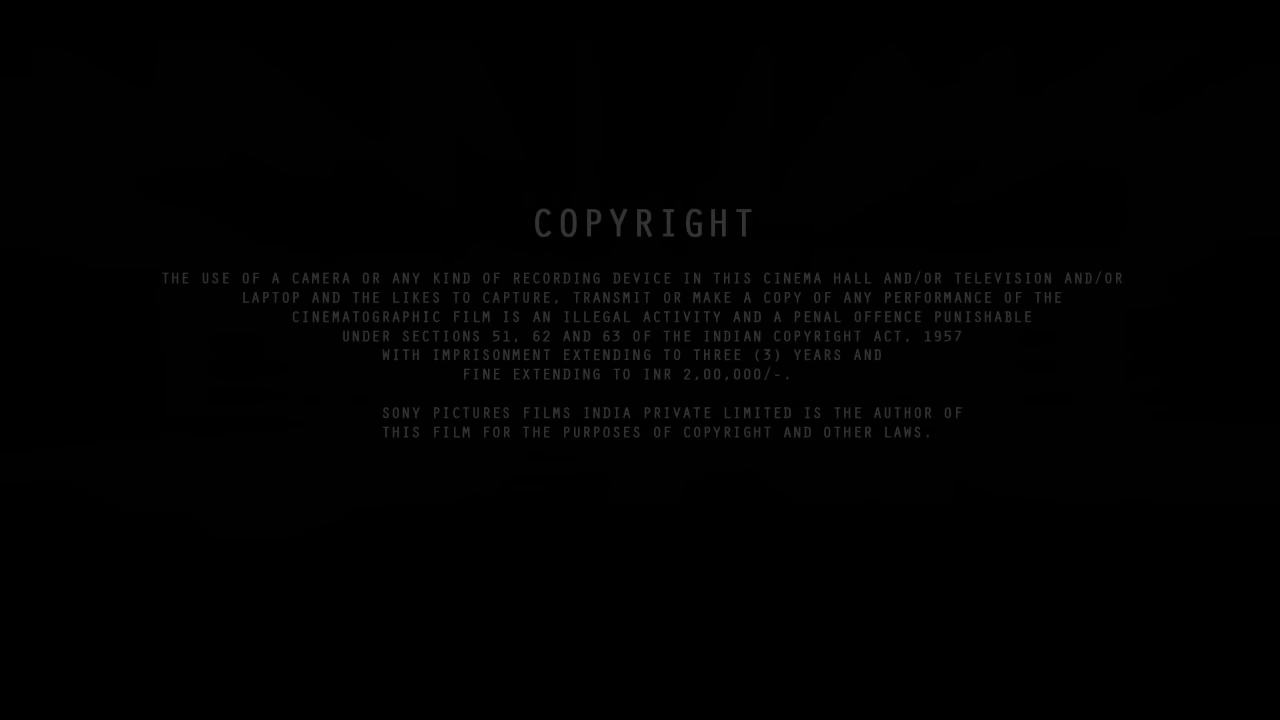 COPYRIGHT
THE USE OF A CAMERA OR ANY KIND OF RECORDING DEVICE IN THIS CINEMA HALL AND/OR TELEVISION AND/OR
LAPTOP AND THE LIKES TO CAPTURE, TRANSMIT OR MAKE A COPY OF ANY PERFORMANCE OF THE
CINEMATOGRAPHIC FILM IS AN ILLEGAL ACTIVITY AND A PENAL OFFENCE PUNISHABLE
UNDER SECTIONS 51, 62 AND 63 OF THE INDIAN COPYRIGHT ACT, 1957
WITH IMPRISONMENT EXTENDING TO THREE (3) YEARS AND
FINE EXTENDING TO INR 2,00,000/-.
SONY PICTURES FILMS INDIA PRIVATE LIMITED IS THE AUTHOR OF
THIS FILM FOR THE PURPOSES OF COPYRIGHT AND OTHER LAWS.